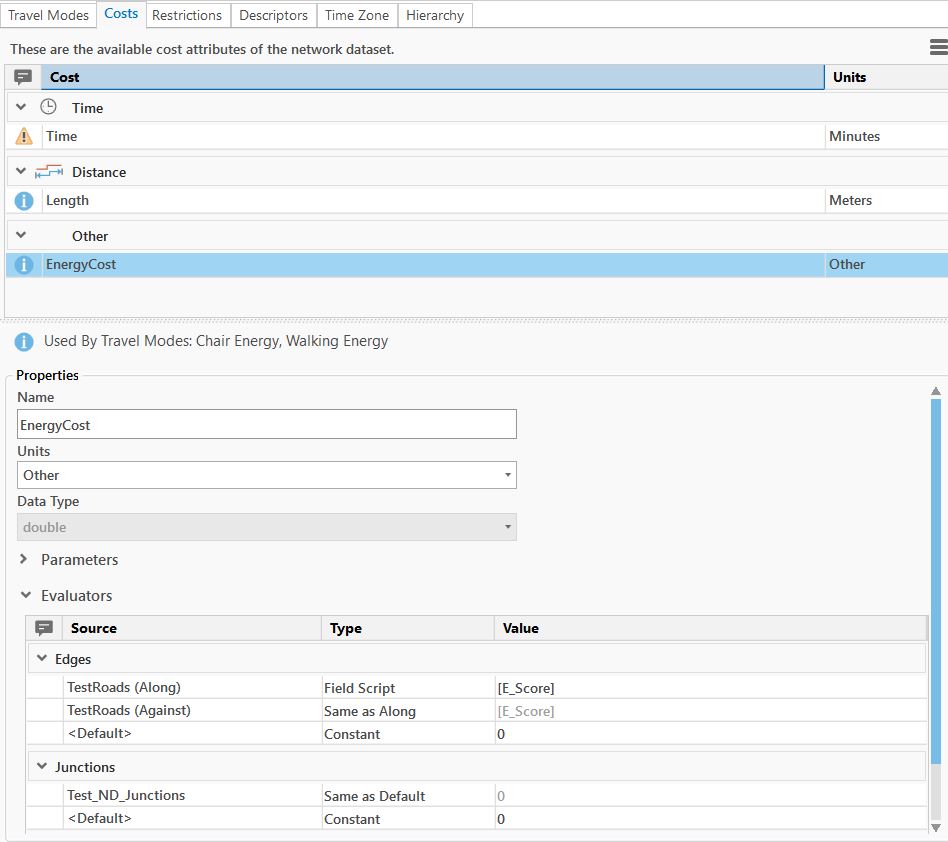 Travel Modes Costs Restrictions Descriptors Time Zone Hierarchy
These are the available cost attributes of the network dataset.
Cost Units
Time
Time Minutes
Distance
Length Meters
Other
EnergyCost Other
Used By Travel Modes: Chair Energy, Walking Energy
Properties
Name
EnergyCost
Units
Other
Data Type
double
Parameters
Evaluators
Source Type Value
Edges
TestRoads (Along) Field Script [E_Score]
TestRoads (Against) Same as Along [E_Score]
<Default> Constant 0
Junctions
Test_ND_Junctions Same as Default 0
<Default> Constant 0